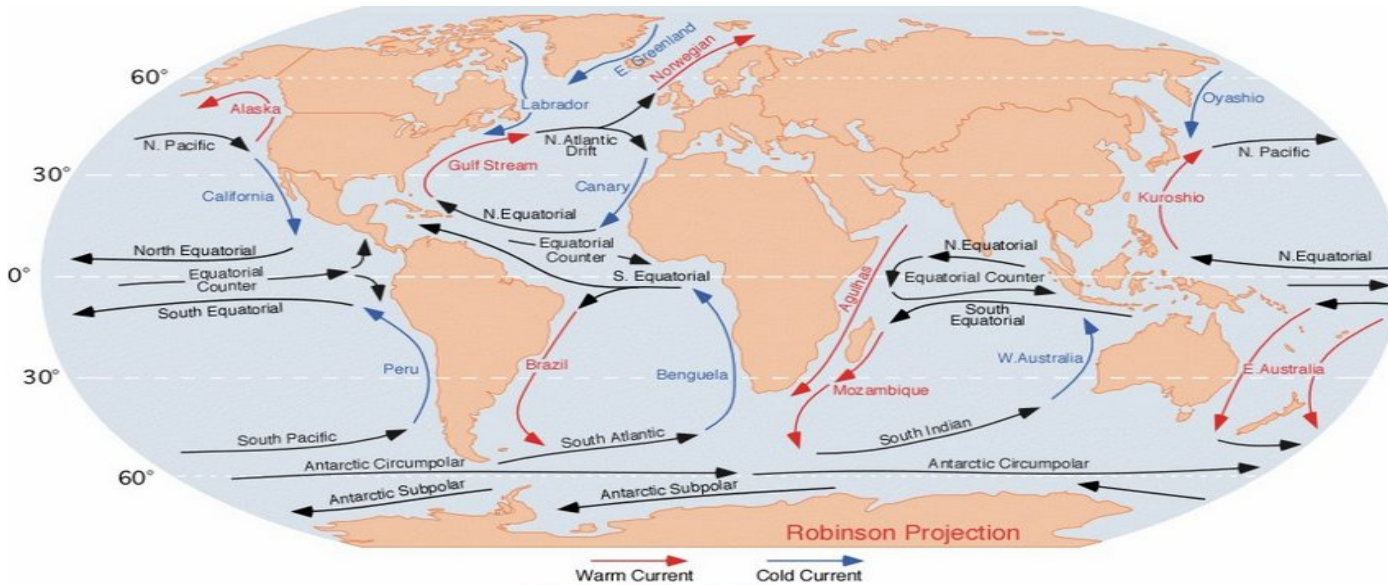 E. Greenland
Norwegian
60°
Alaska
Labrador
Oyashio
N. Pacific
N.Atlantic
Drift
N. Pacific
Gulf Stream
30°
California
Canary
Kuroshio
N.Equatorial
North Equatorial
Equatorial
Counter
N.Equatorial
N.Equatorial
0°
Equatorial
Counter
S. Equatorial
Equatorial Counter
Agulhas
South Equatorial
South
Equatorial
30°
Peru
Brazil
Benguela
Mozambique
W.Australia
E.Australia
South Pacific
South Atlantic
South Indian
60°
Antarctic Circumpolar
Antarctic Circumpolar
Antarctic Subpolar
Antarctic Subpolar
Robinson Projection
Warm Current
Cold Current